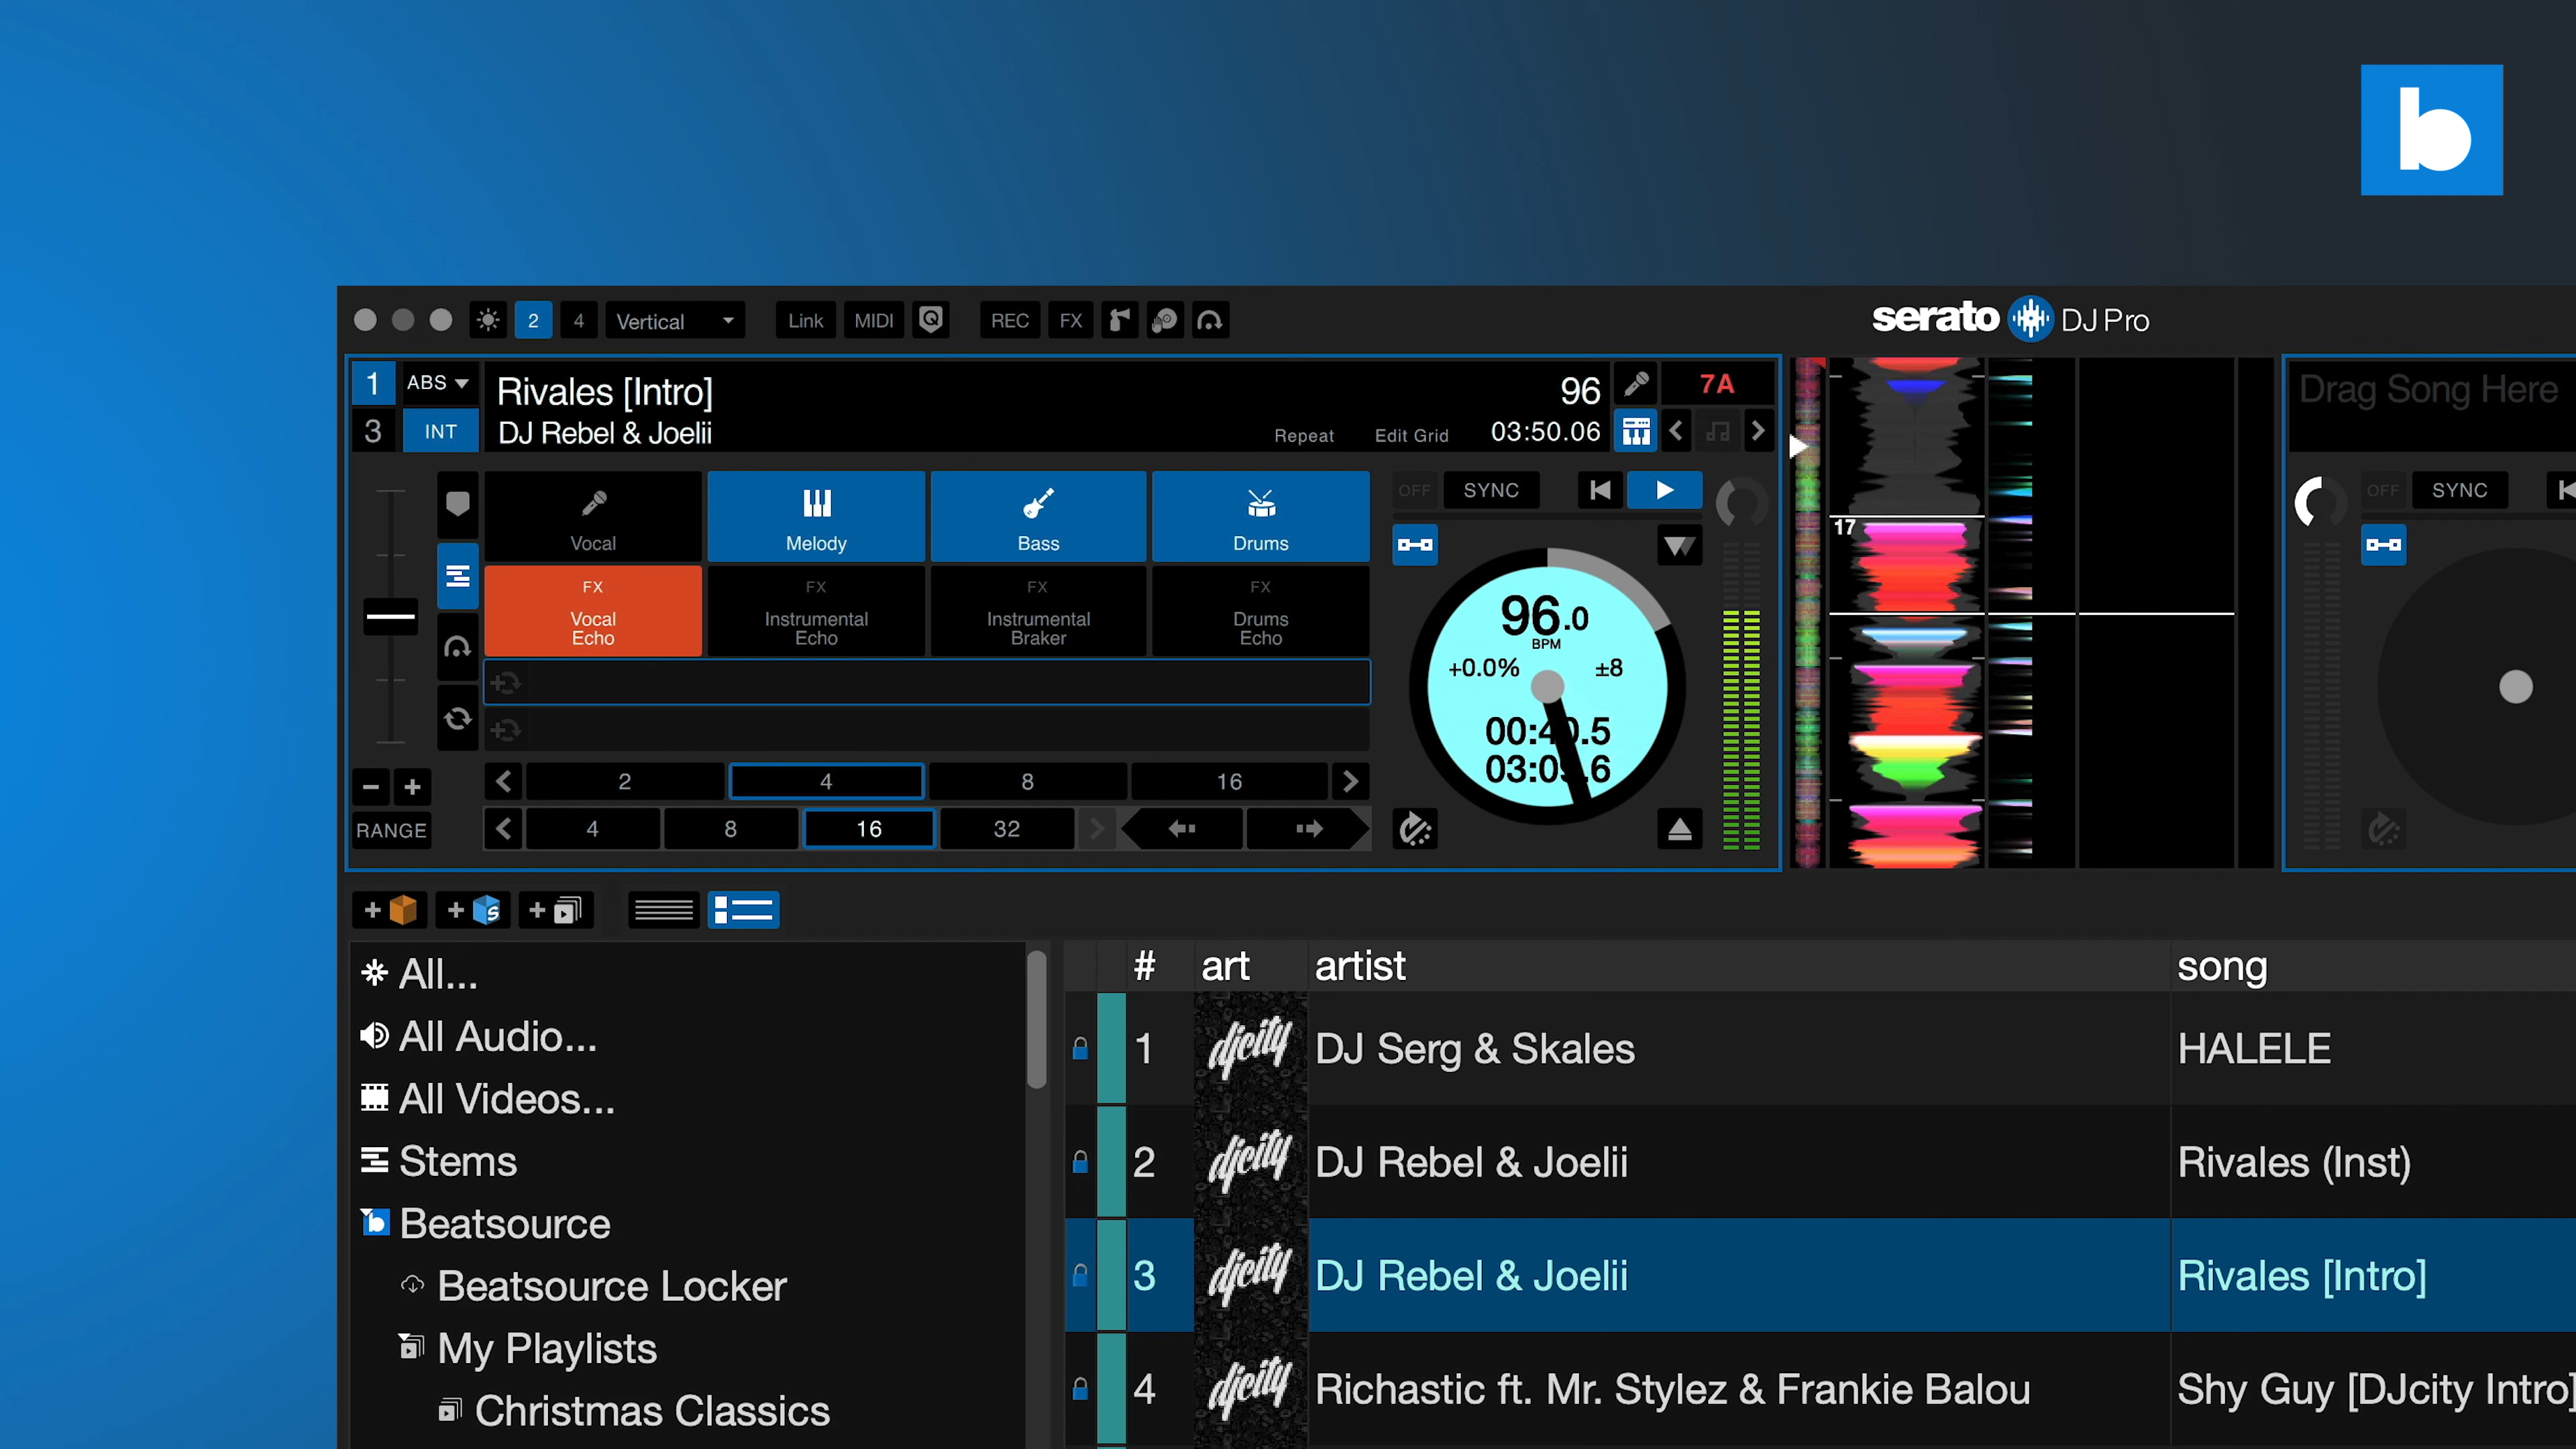 b
2 4 Vertical Link MIDI REC FX serato DJ Pro
1 ABS Rivales [Intro] 96 7A Drag Song Here
3 INT DJ Rebel & Joelii Repeat Edit Grid 03:50.06
Vocal Melody Bass Drums OFF SYNC OFF SYNC
17
FX FX FX FX
Vocal Echo Instrumental Echo Instrumental Braker Drums Echo
96.0
BPM
+0.0% ±8
2 4 8 16
RANGE 4 8 16 32
# art artist song
All...
1 djcity DJ Serg & Skales HALELE
All Audio...
All Videos...
2 djcity DJ Rebel & Joelii Rivales (Inst)
Stems
Beatsource
3 djcity DJ Rebel & Joelii Rivales [Intro]
Beatsource Locker
My Playlists
4 djcity Richastic ft. Mr. Stylez & Frankie Balou Shy Guy [DJcity Intro]
Christmas Classics